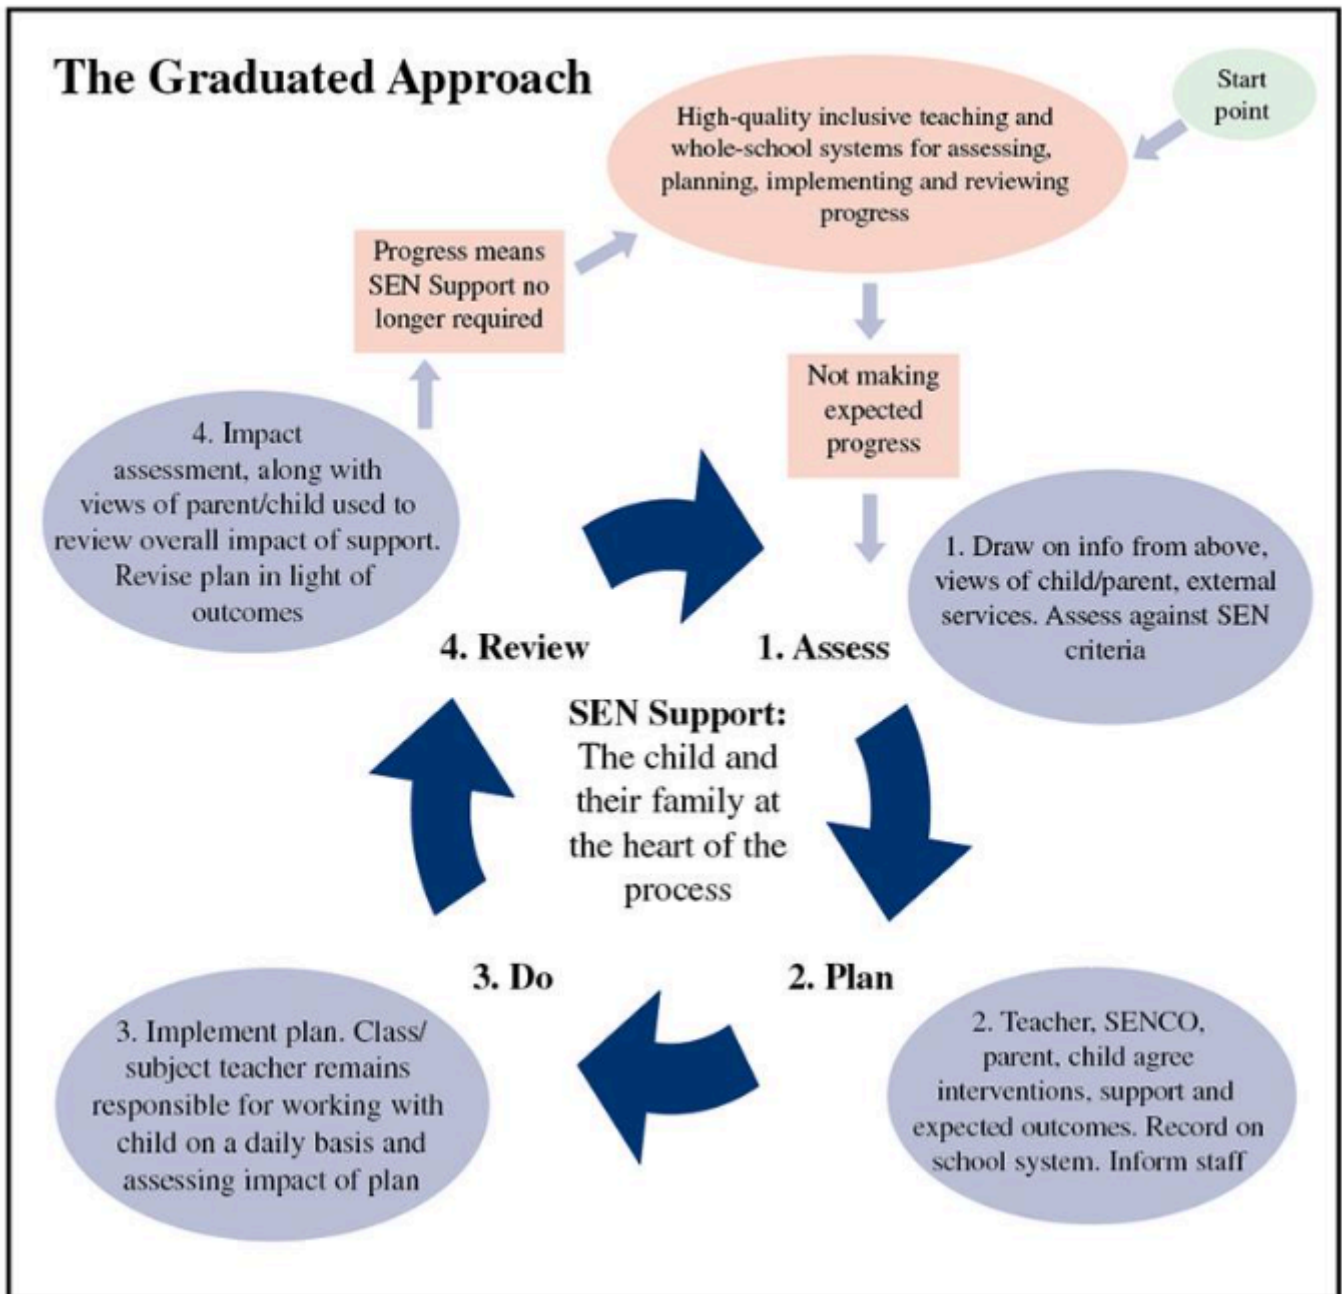 The Graduated Approach
Start
point
High-quality inclusive teaching and
whole-school systems for assessing,
planning, implementing and reviewing
progress
Progress means
SEN Support no
longer required
Not making
expected
progress
4. Impact
assessment, along with
views of parent/child used to
review overall impact of support.
Revise plan in light of
outcomes
1. Draw on info from above,
views of child/parent, external
services. Assess against SEN
criteria
4. Review
1. Assess
SEN Support:
The child and
their family at
the heart of the
process
3. Do
2. Plan
3. Implement plan. Class/
subject teacher remains
responsible for working with
child on a daily basis and
assessing impact of plan
2. Teacher, SENCO,
parent, child agree
interventions, support and
expected outcomes. Record on
school system. Inform staff